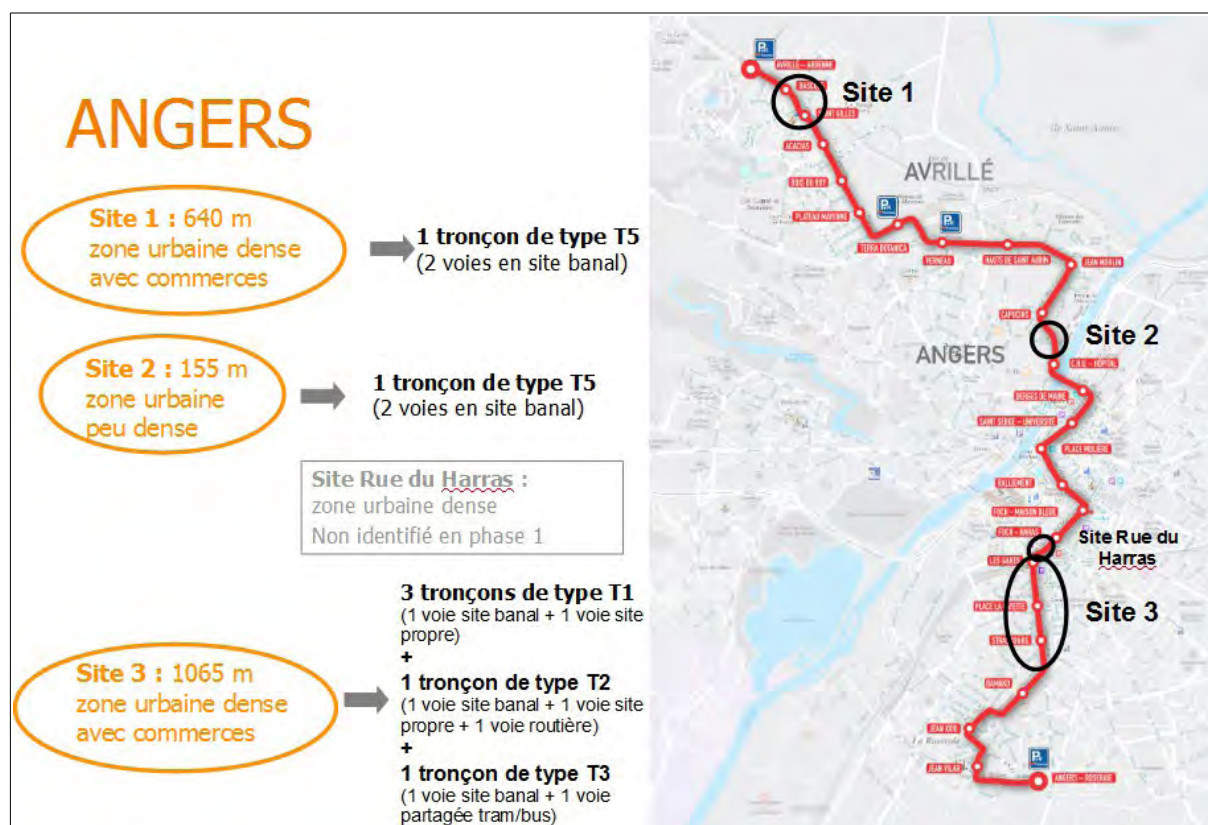 ANGERS
Site 1 : 640 m
zone urbaine dense
avec commerces
1 tronçon de type T5
(2 voies en site banal)
Site 2 : 155 m
zone urbaine
peu dense
1 tronçon de type T5
(2 voies en site banal)
Site Rue du Harras :
zone urbaine dense
Non identifié en phase 1
Site 3 : 1065 m
zone urbaine dense
avec commerces
3 tronçons de type T1
(1 voie site banal + 1 voie site
propre)
+
1 tronçon de type T2
(1 voie site banal + 1 voie site
propre + 1 voie routière)
+
1 tronçon de type T3
(1 voie site banal + 1 voie
partagée tram/bus)
AVRILLÉ – ARDENNE
Site 1
SAINT GILLES
ACACIAS
AVRILLÉ
BOIS DU ROY
PLATEAU MAYENNE
TERRA BOTANICA
VERNEAU
HAUTS DE SAINT AUBIN
JEAN MOULIN
CAPUCINS
Site 2
ANGERS
C.H.U – HÔPITAL
BERGES DE MAINE
SAINT SERGE – UNIVERSITÉ
PLACE MOLIÈRE
RALLIEMENT
FOCH – MAISON BLEUE
FOCH – HARAS
Site Rue du
Harras
LES GARES
Site 3
BAMAKO
JEAN XXIII
La Roseraie
JEAN VILAR
ANGERS – ROSERAIE